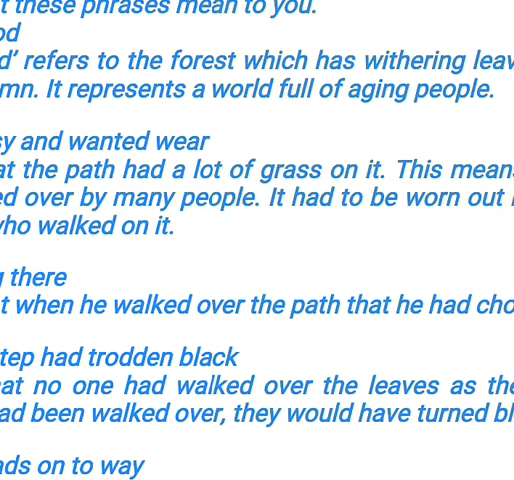 t these phrases mean to you.
od
d’ refers to the forest which has withering leav
mn. It represents a world full of aging people.
sy and wanted wear
at the path had a lot of grass on it. This means
ed over by many people. It had to be worn out
who walked on it.
g there
t when he walked over the path that he had cho
tep had trodden black
hat no one had walked over the leaves as the
ad been walked over, they would have turned bl
ads on to way